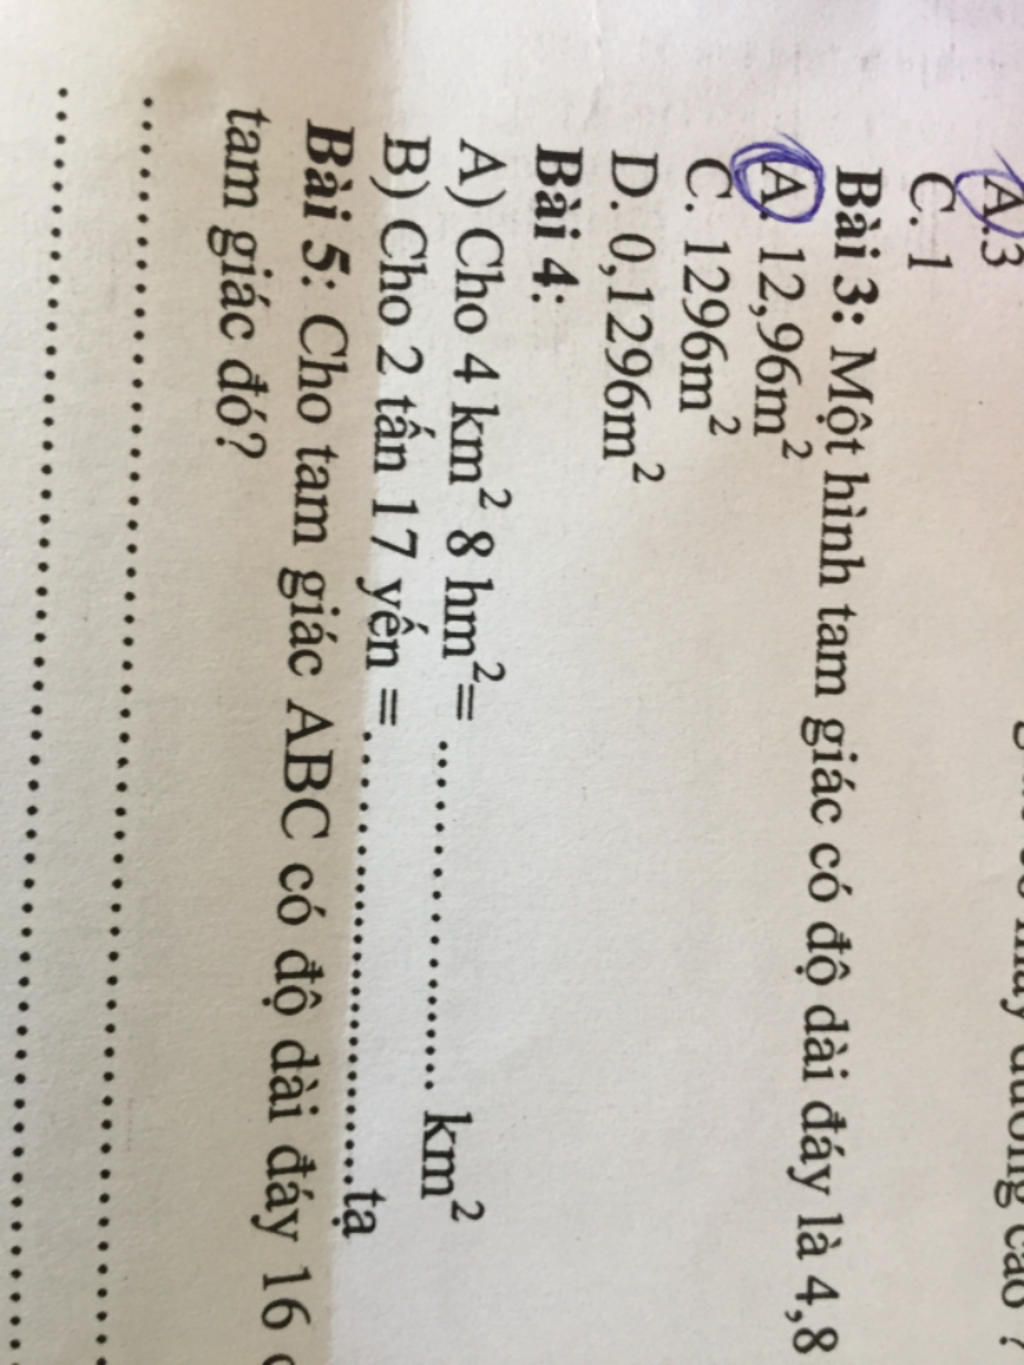 A.3
C. 1
Bài 3: Một hình tam giác có độ dài đáy là 4,8
A. 12,96m²
C. 1296m²
D. 0,1296m²
Bài 4:
A) Cho 4 km² 8 hm²= ........................ km²
B) Cho 2 tấn 17 yến = ..............................tạ
Bài 5: Cho tam giác ABC có độ dài đáy 16
tam giác đó?